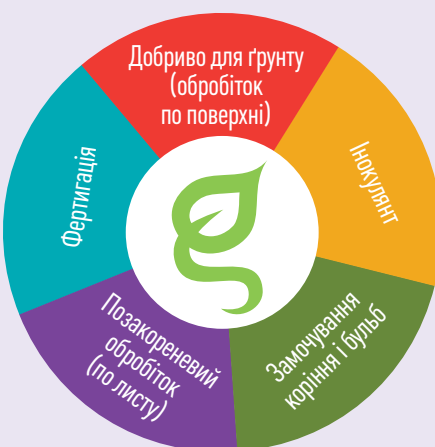 Добриво для ґрунту
(обробіток
по поверхні)
Інокулянт
Замочування
коріння і бульб
Позакореневий
обробіток
(по листу)
Фертигація